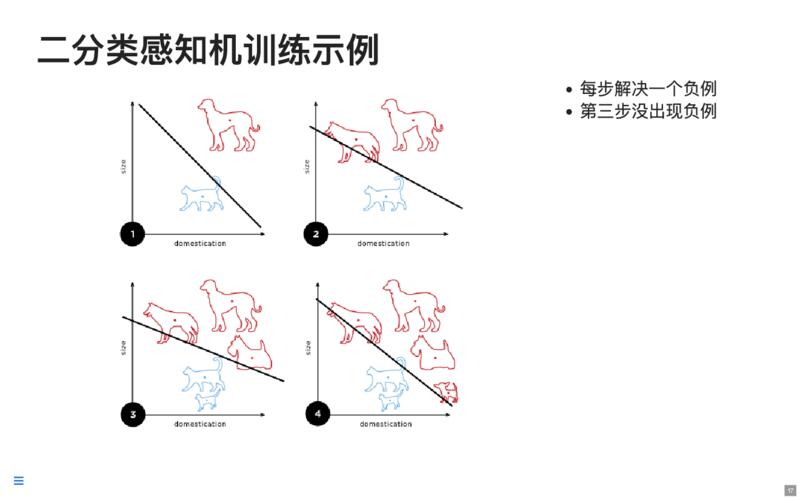 二分类感知机训练示例
每步解决一个负例
第三步没出现负例
size
1
domestication
size
2
domestication
size
3
domestication
size
4
domestication
17